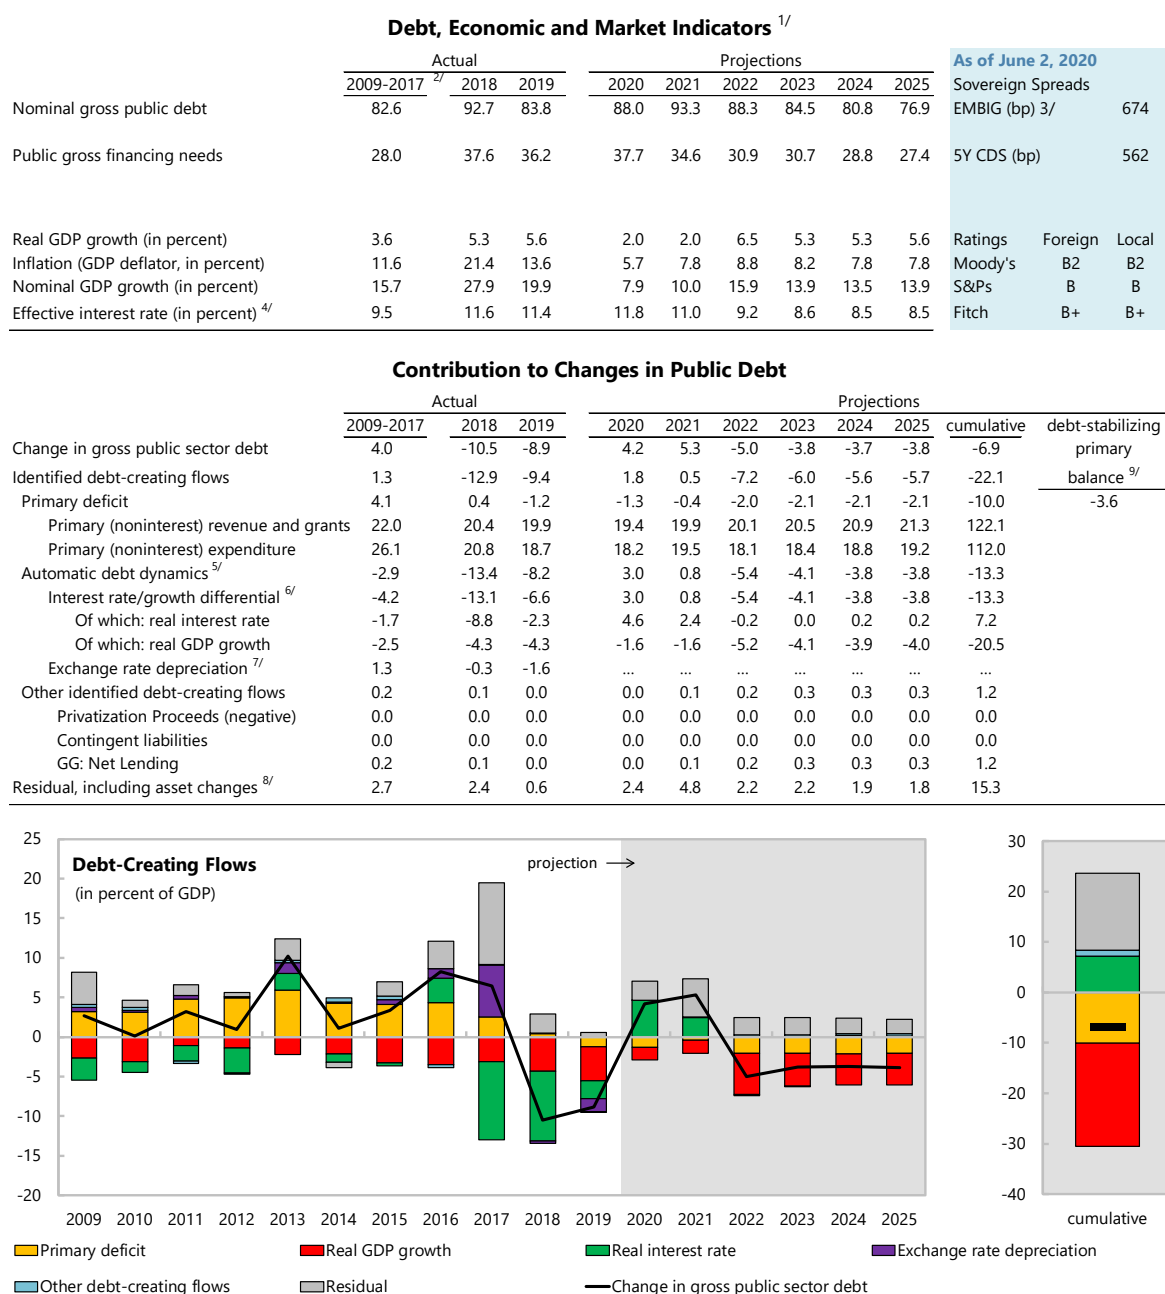 Debt, Economic and Market Indicators 1/
Actual Projections As of June 2, 2020
2009-2017 2/ 2018 2019 2020 2021 2022 2023 2024 2025 Sovereign Spreads
Nominal gross public debt 82.6 92.7 83.8 88.0 93.3 88.3 84.5 80.8 76.9 EMBIG (bp) 3/ 674
Public gross financing needs 28.0 37.6 36.2 37.7 34.6 30.9 30.7 28.8 27.4 5Y CDS (bp) 562
Real GDP growth (in percent) 3.6 5.3 5.6 2.0 2.0 6.5 5.3 5.3 5.6 Ratings Foreign Local
Inflation (GDP deflator, in percent) 11.6 21.4 13.6 5.7 7.8 8.8 8.2 7.8 7.8 Moody's B2 B2
Nominal GDP growth (in percent) 15.7 27.9 19.9 7.9 10.0 15.9 13.9 13.5 13.9 S&Ps B B
Effective interest rate (in percent) 4/ 9.5 11.6 11.4 11.8 11.0 9.2 8.6 8.5 8.5 Fitch B+ B+
Contribution to Changes in Public Debt
Actual Projections
2009-2017 2018 2019 2020 2021 2022 2023 2024 2025 cumulative debt-stabilizing
Change in gross public sector debt 4.0 -10.5 -8.9 4.2 5.3 -5.0 -3.8 -3.7 -3.8 -6.9 primary
Identified debt-creating flows 1.3 -12.9 -9.4 1.8 0.5 -7.2 -6.0 -5.6 -5.7 -22.1 balance 9/
Primary deficit 4.1 0.4 -1.2 -1.3 -0.4 -2.0 -2.1 -2.1 -2.1 -10.0 -3.6
Primary (noninterest) revenue and grants 22.0 20.4 19.9 19.4 19.9 20.1 20.5 20.9 21.3 122.1
Primary (noninterest) expenditure 26.1 20.8 18.7 18.2 19.5 18.1 18.4 18.8 19.2 112.0
Automatic debt dynamics 5/ -2.9 -13.4 -8.2 3.0 0.8 -5.4 -4.1 -3.8 -3.8 -13.3
Interest rate/growth differential 6/ -4.2 -13.1 -6.6 3.0 0.8 -5.4 -4.1 -3.8 -3.8 -13.3
Of which: real interest rate -1.7 -8.8 -2.3 4.6 2.4 -0.2 0.0 0.2 0.2 7.2
Of which: real GDP growth -2.5 -4.3 -4.3 -1.6 -1.6 -5.2 -4.1 -3.9 -4.0 -20.5
Exchange rate depreciation 7/ 1.3 -0.3 -1.6 ... ... ... ... ... ... ...
Other identified debt-creating flows 0.2 0.1 0.0 0.0 0.1 0.2 0.3 0.3 0.3 1.2
Privatization Proceeds (negative) 0.0 0.0 0.0 0.0 0.0 0.0 0.0 0.0 0.0 0.0
Contingent liabilities 0.0 0.0 0.0 0.0 0.0 0.0 0.0 0.0 0.0 0.0
GG: Net Lending 0.2 0.1 0.0 0.0 0.1 0.2 0.3 0.3 0.3 1.2
Residual, including asset changes 8/ 2.7 2.4 0.6 2.4 4.8 2.2 2.2 1.9 1.8 15.3
Debt-Creating Flows
(in percent of GDP)
projection
25
20
15
10
5
0
-5
-10
-15
-20
2009 2010 2011 2012 2013 2014 2015 2016 2017 2018 2019 2020 2021 2022 2023 2024 2025
30
20
10
0
-10
-20
-30
-40
cumulative
Primary deficit Real GDP growth Real interest rate Exchange rate depreciation
Other debt-creating flows Residual Change in gross public sector debt